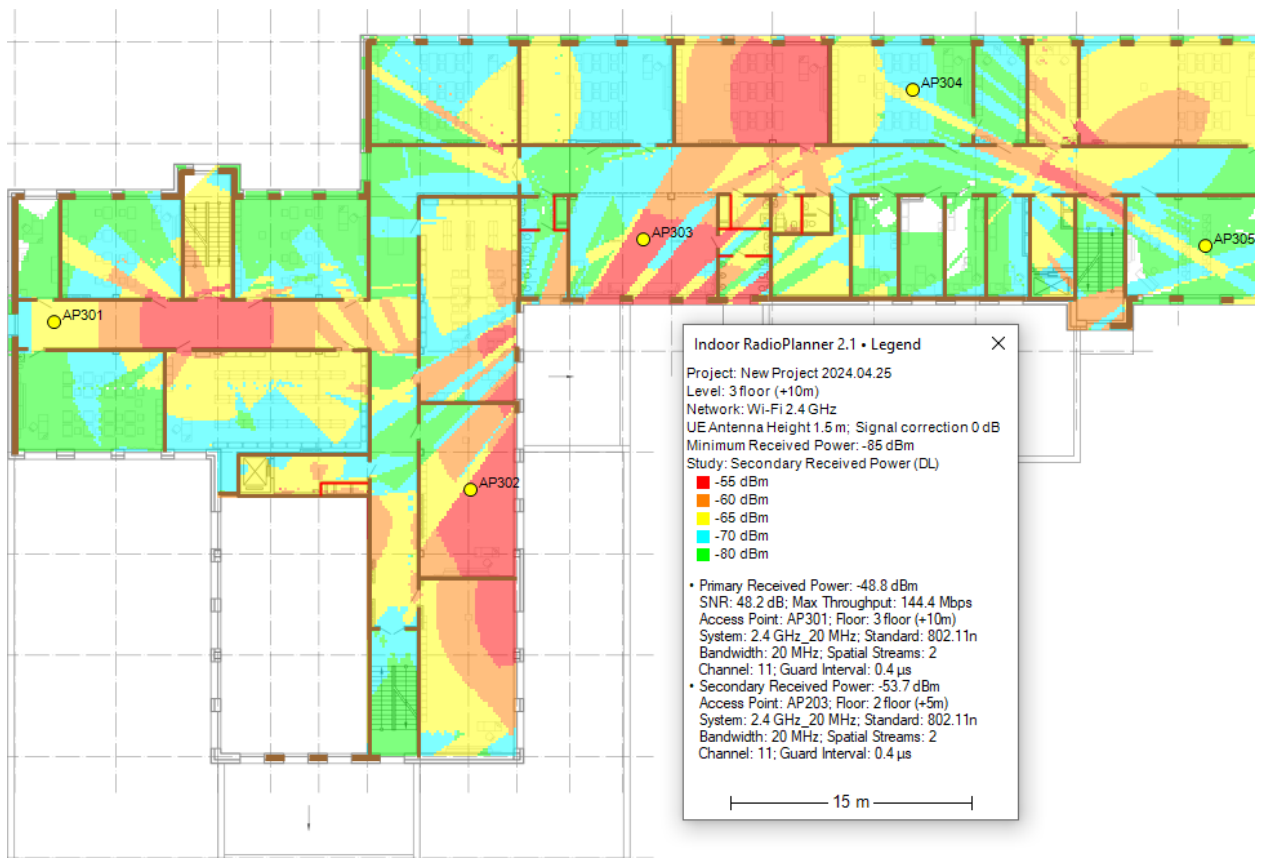 AP304
AP303
AP305
AP301
AP302
Indoor RadioPlanner 2.1 • Legend
Project: New Project 2024.04.25
Level: 3 floor (+10m)
Network: Wi-Fi 2.4 GHz
UE Antenna Height 1.5 m; Signal correction 0 dB
Minimum Received Power: -85 dBm
Study: Secondary Received Power (DL)
-55 dBm
-60 dBm
-65 dBm
-70 dBm
-80 dBm
• Primary Received Power: -48.8 dBm
SNR: 48.2 dB; Max Throughput: 144.4 Mbps
Access Point: AP301; Floor: 3 floor (+10m)
System: 2.4 GHz_20 MHz; Standard: 802.11n
Bandwidth: 20 MHz; Spatial Streams: 2
Channel: 11; Guard Interval: 0.4 µs
• Secondary Received Power: -53.7 dBm
Access Point: AP203; Floor: 2 floor (+5m)
System: 2.4 GHz_20 MHz; Standard: 802.11n
Bandwidth: 20 MHz; Spatial Streams: 2
Channel: 11; Guard Interval: 0.4 µs
15 m